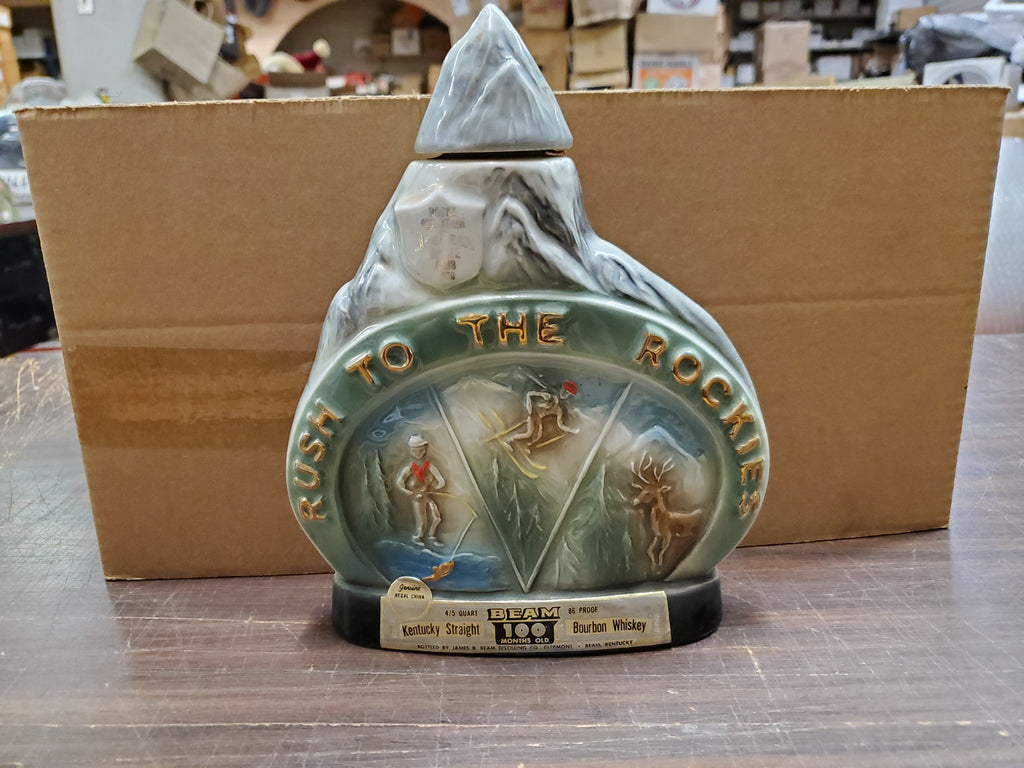 RUSH TO THE ROCKIES
Genuine
REGAL CHINA
4/5 QUART BEAM 86 PROOF
Kentucky Straight 100 Bourbon Whiskey
MONTHS OLD
BOTTLED BY JAMES B. BEAM DISTILLING CO. CLERMONT • BEAM, KENTUCKY